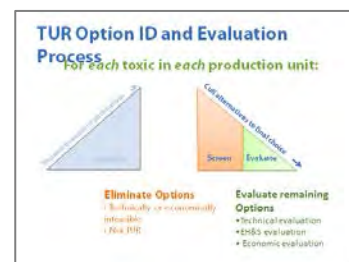 TUR Option ID and Evaluation
Process
For each toxic in each production unit:
Cull alternatives to final choice
Screen
Evaluate
Eliminate Options
• Technically or economically
infeasible
• Not TUR
Evaluate remaining
Options
•Technical evaluation
•EH&S evaluation
• Economic evaluation